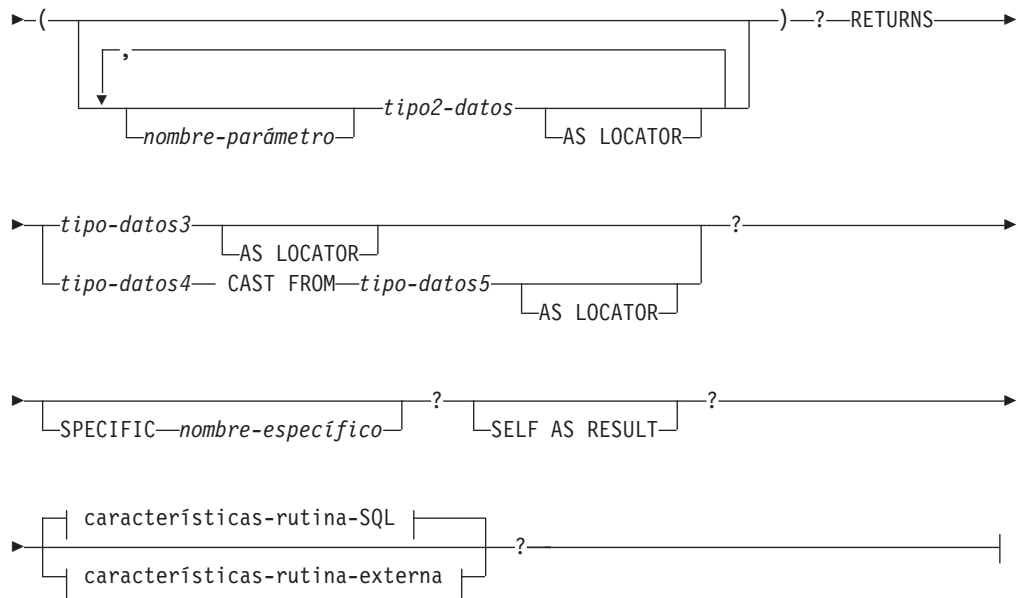 ( ) ? RETURNS
,
tipo2-datos
nombre-parámetro AS LOCATOR
tipo-datos3 ?
AS LOCATOR
tipo-datos4 CAST FROM tipo-datos5
AS LOCATOR
? ?
SPECIFIC nombre-específico SELF AS RESULT
características-rutina-SQL
?
características-rutina-externa